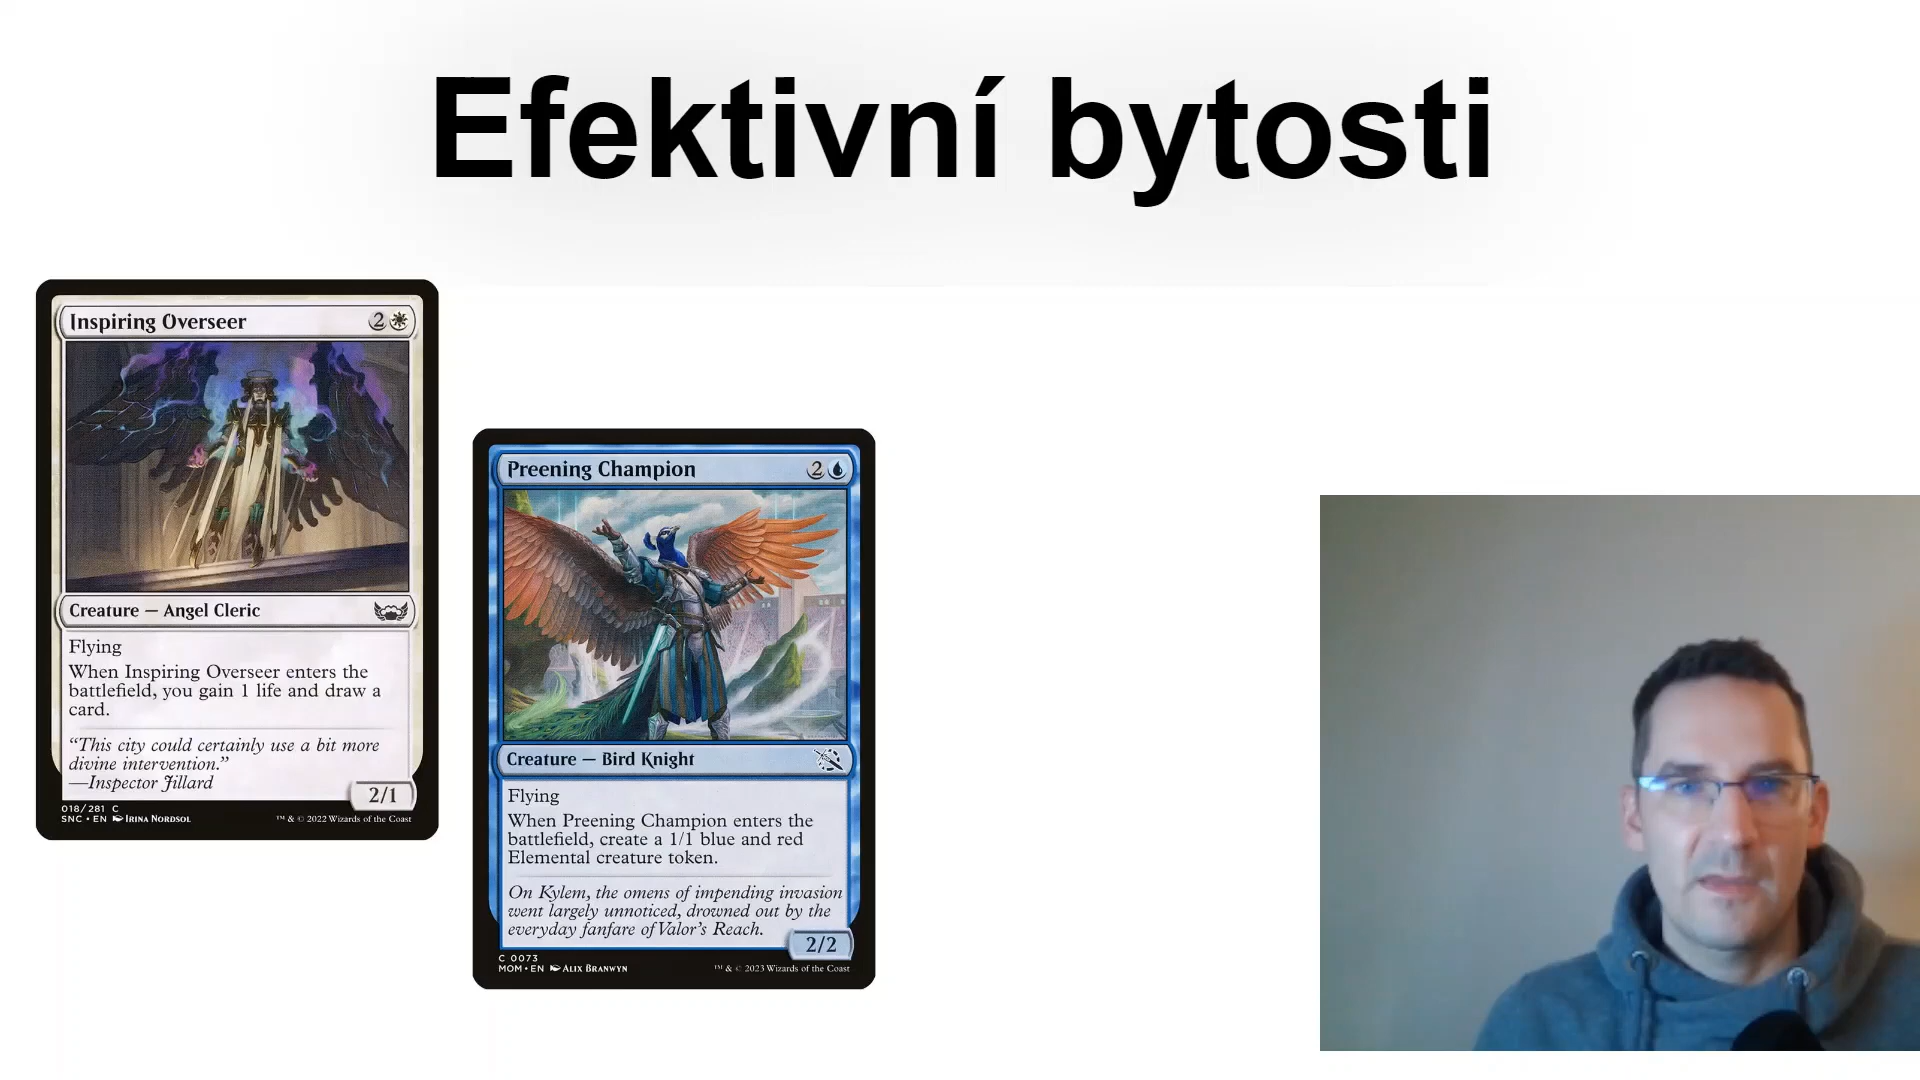 Efektivní bytosti
Inspiring Overseer 2
Creature — Angel Cleric
Flying
When Inspiring Overseer enters the
battlefield, you gain 1 life and draw a
card.
“This city could certainly use a bit more
divine intervention.”
—Inspector Jillard
2/1
018/281 C
SNC • EN Irina Nordsol ™ & © 2022 Wizards of the Coast
Preening Champion 2
Creature — Bird Knight
Flying
When Preening Champion enters the
battlefield, create a 1/1 blue and red
Elemental creature token.
On Kylem, the omens of impending invasion
went largely unnoticed, drowned out by the
everyday fanfare of Valor’s Reach.
2/2
C 0073
MOM • EN Alix Branwyn ™ & © 2023 Wizards of the Coast